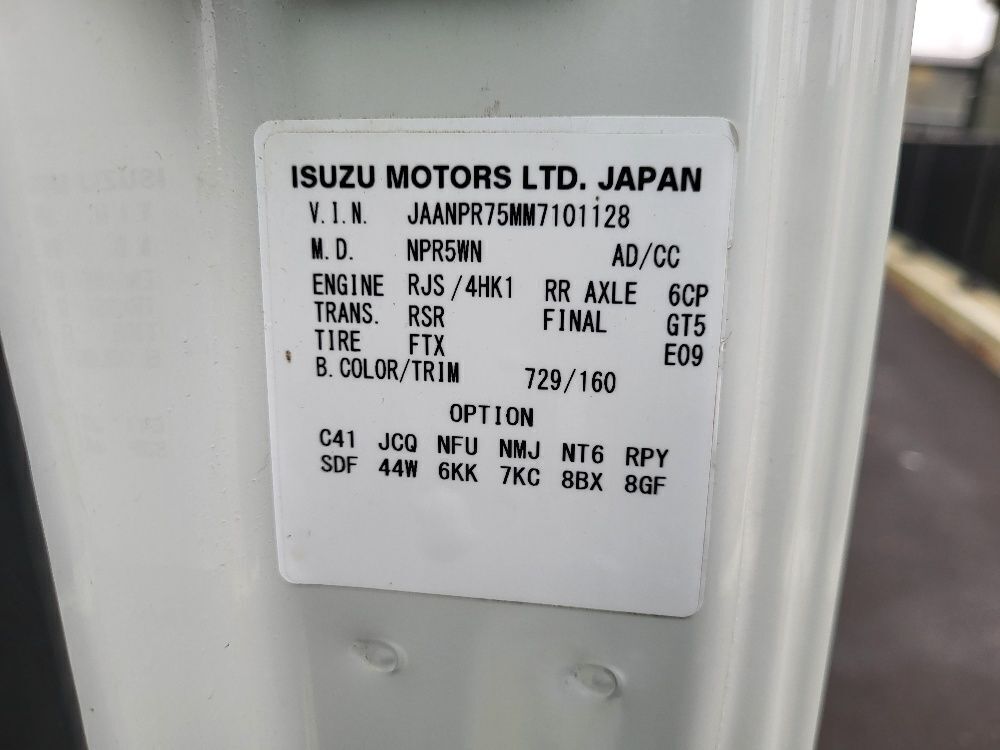 ISUZU MOTORS LTD. JAPAN
V.I.N. JAANPR75MM7101128
M.D. NPR5WN AD/CC
ENGINE RJS/4HK1 RR AXLE 6CP
TRANS. RSR FINAL GT5
TIRE FTX E09
B.COLOR/TRIM 729/160
OPTION
C41 JCQ NFU NMJ NT6 RPY
SDF 44W 6KK 7KC 8BX 8GF